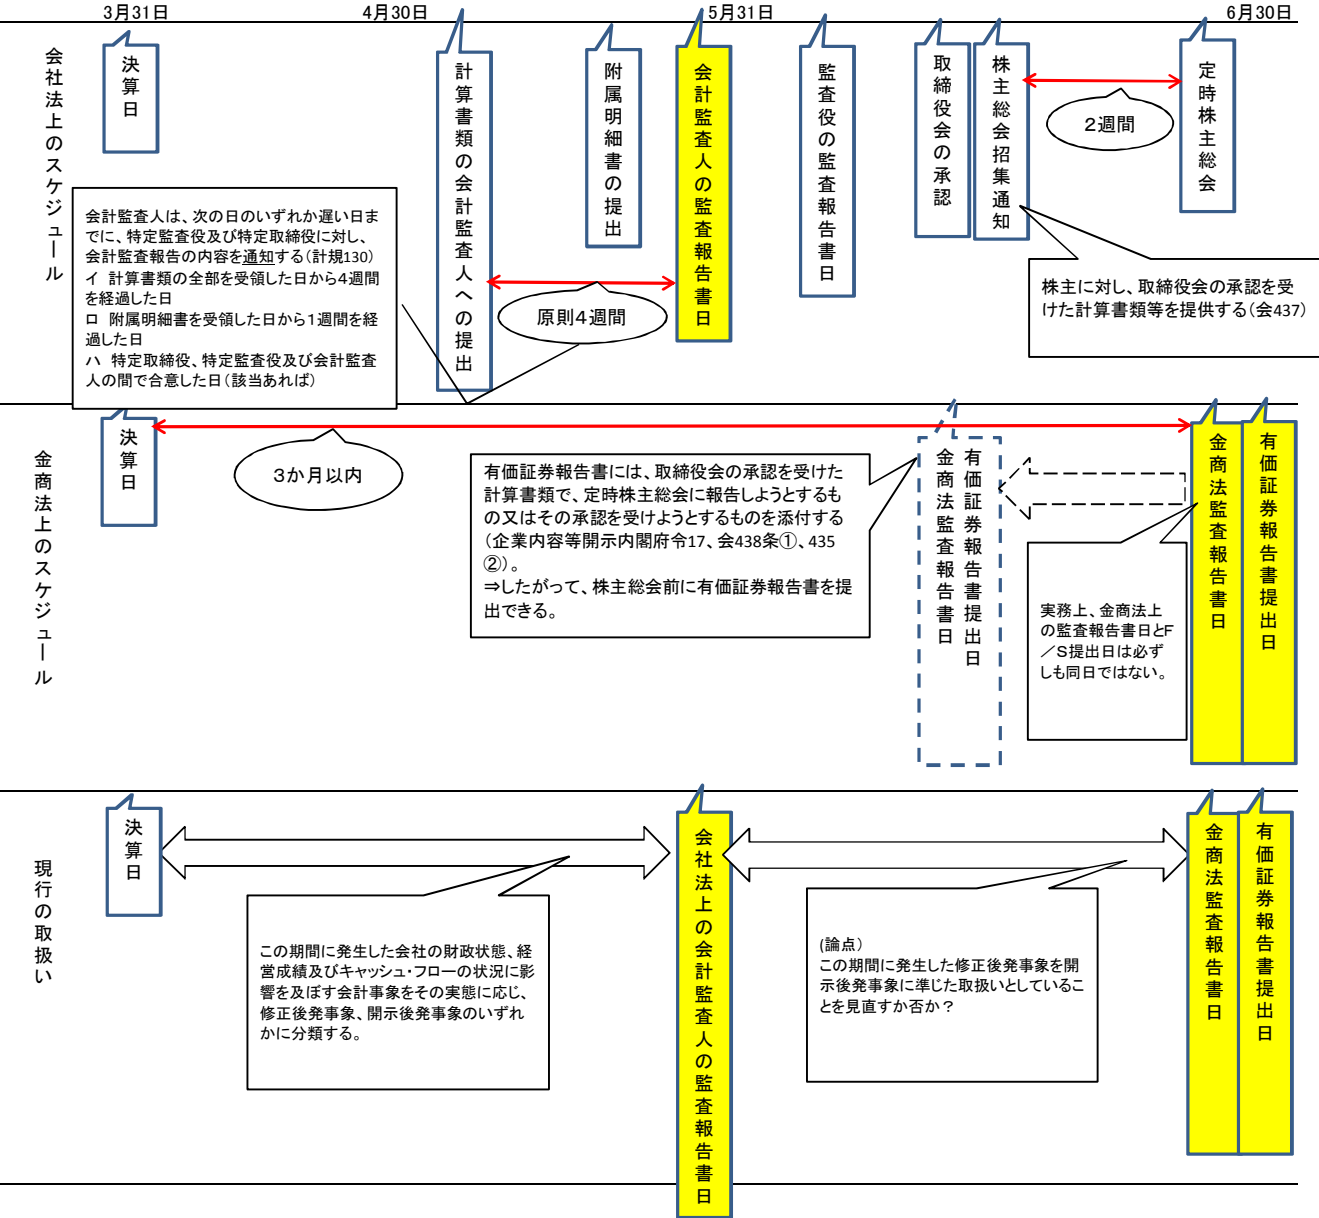 3月31日
4月30日
5月31日
6月30日
会社法上のスケジュール
決算日
計算書類の会計監査人への提出
附属明細書の提出
会計監査人の監査報告書日
監査役の監査報告書日
取締役会の承認
株主総会招集通知
定時株主総会
2週間
原則4週間
会計監査人は、次の日のいずれか遅い日ま
でに、特定監査役及び特定取締役に対し、
会計監査報告の内容を通知する(計規130)
イ 計算書類の全部を受領した日から4週間
を経過した日
ロ 附属明細書を受領した日から1週間を経
過した日
ハ 特定取締役、特定監査役及び会計監査
人の間で合意した日(該当あれば)
株主に対し、取締役会の承認を受
けた計算書類等を提供する(会437)
金商法上のスケジュール
決算日
3か月以内
有価証券報告書には、取締役会の承認を受けた
計算書類で、定時株主総会に報告しようとするも
の又はその承認を受けようとするものを添付する
(企業内容等開示内閣府令17、会438条①、435
②)。
⇒したがって、株主総会前に有価証券報告書を提
出できる。
有価証券報告書提出日
金商法監査報告書日
実務上、金商法上
の監査報告書日とF
/S提出日は必ず
しも同日ではない。
金商法監査報告書日
有価証券報告書提出日
現行の取扱い
決算日
この期間に発生した会社の財政状態、経
営成績及びキャッシュ・フローの状況に影
響を及ぼす会計事象をその実態に応じ、
修正後発事象、開示後発事象のいずれ
かに分類する。
会社法上の会計監査人の監査報告書日
(論点)
この期間に発生した修正後発事象を開
示後発事象に準じた取扱いとしているこ
とを見直すか否か?
金商法監査報告書日
有価証券報告書提出日